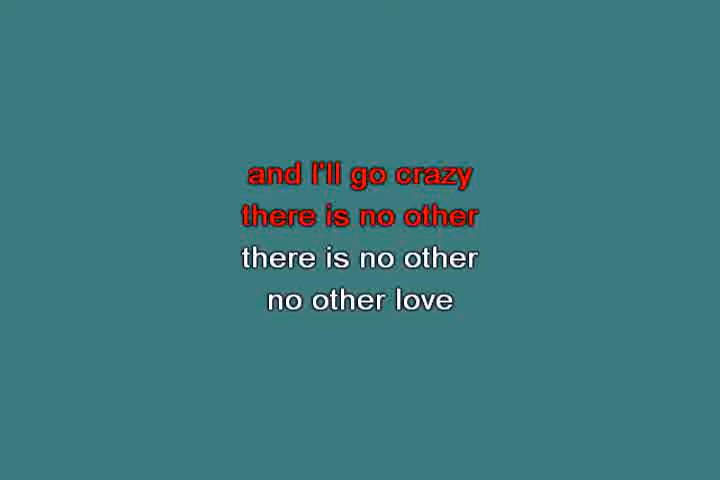 and I'll go crazy
there is no other
there is no other
no other love